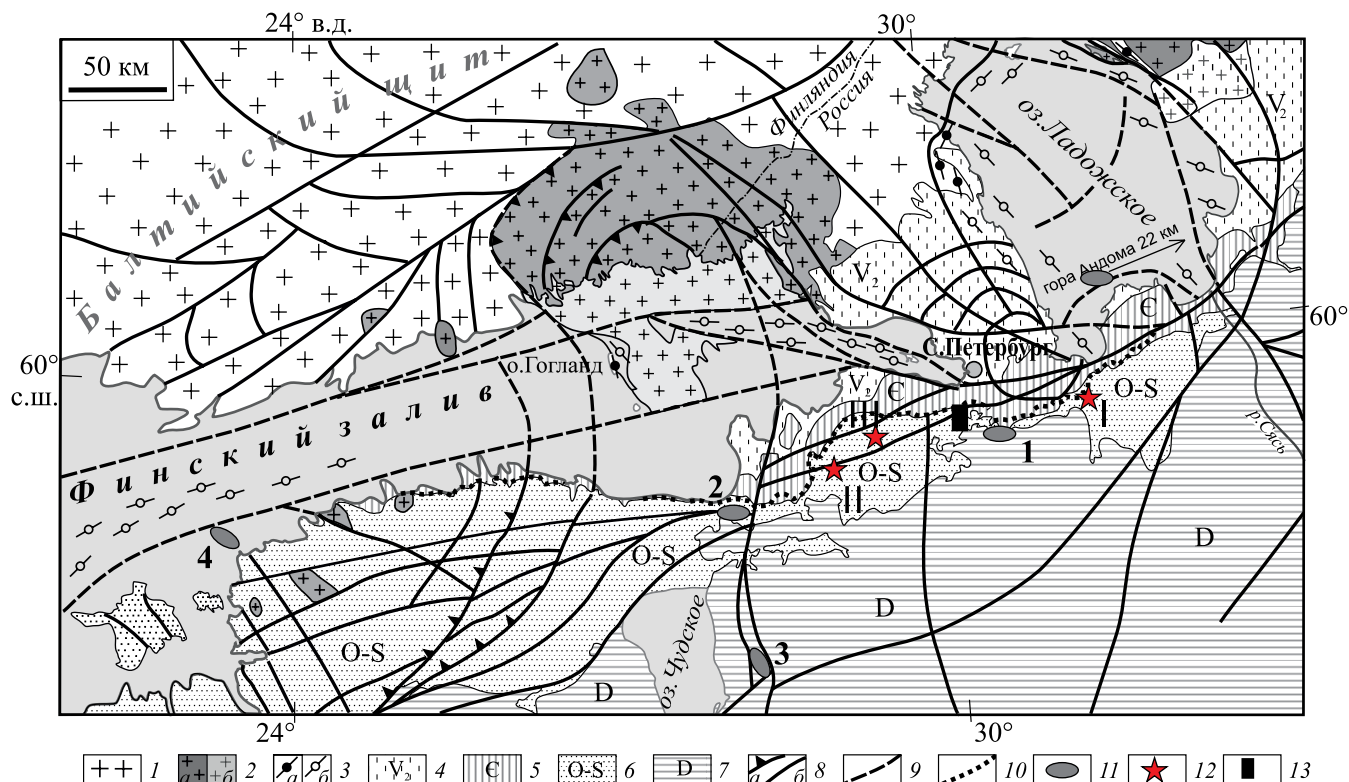 24° в.д.
30°
50 км
Балтийский щит
Финляндия
Россия
оз.Ладожское
V₂
гора Андома 22 км
V₂
Є
60°
60°
с.ш.
С.Петербург
о.Гогланд
V₂
Є
O-S
III
I
Финский залив
1
2
O-S
II
р. Сясь
4
O-S
D
D
O-S
оз. Чудское
3
D
24°
30°
1
а б 2
а б 3
V₂ 4
Є 5
O-S 6
D 7
а б 8
9
10
11
12
13